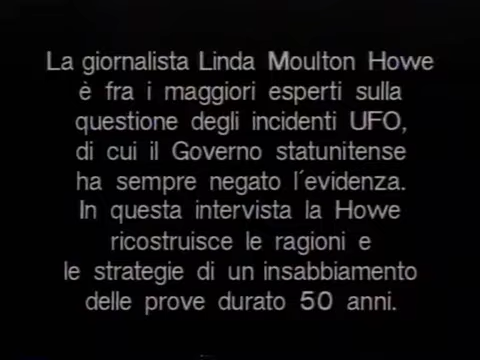 La giornalista Linda Moulton Howe
è fra i maggiori esperti sulla
questione degli incidenti UFO,
di cui il Governo statunitense
ha sempre negato l´evidenza.
In questa intervista la Howe
ricostruisce le ragioni e
le strategie di un insabbiamento
delle prove durato 50 anni.